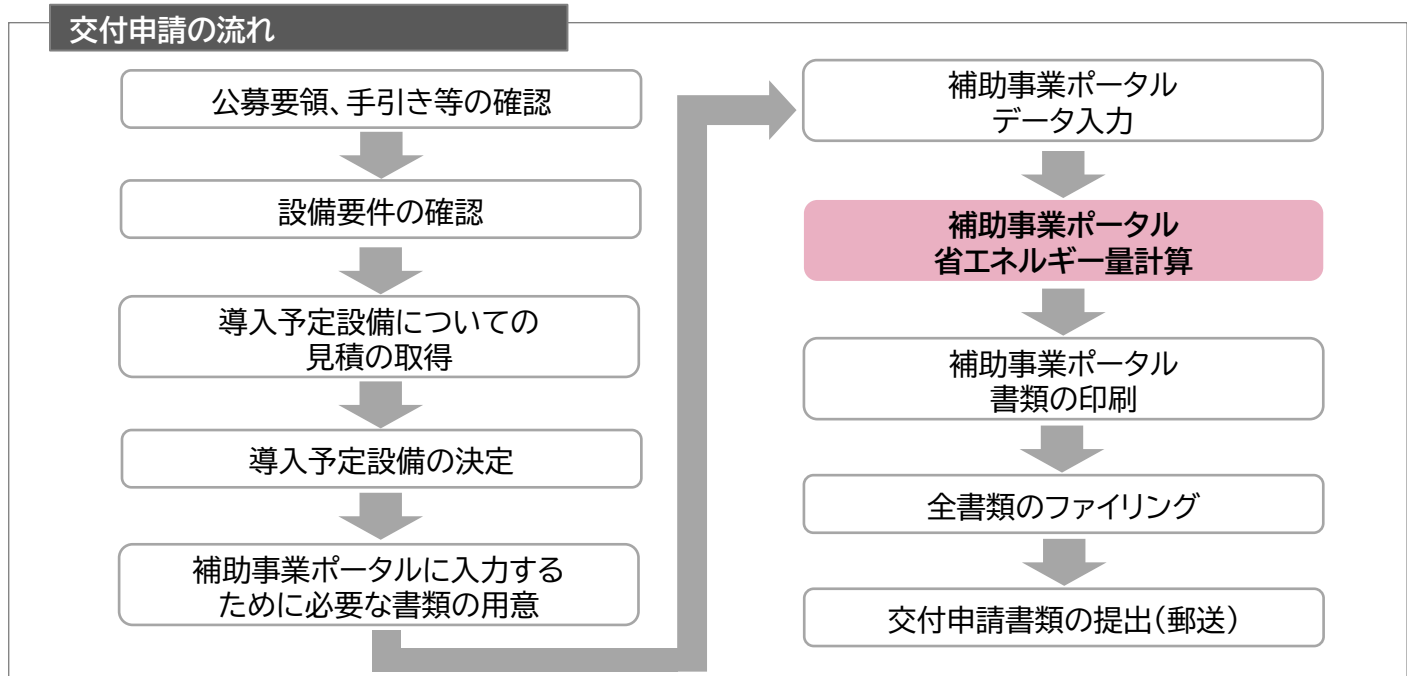 交付申請の流れ
公募要領、手引き等の確認
設備要件の確認
導入予定設備についての
見積の取得
導入予定設備の決定
補助事業ポータルに入力する
ために必要な書類の用意
補助事業ポータル
データ入力
補助事業ポータル
省エネルギー量計算
補助事業ポータル
書類の印刷
全書類のファイリング
交付申請書類の提出(郵送)